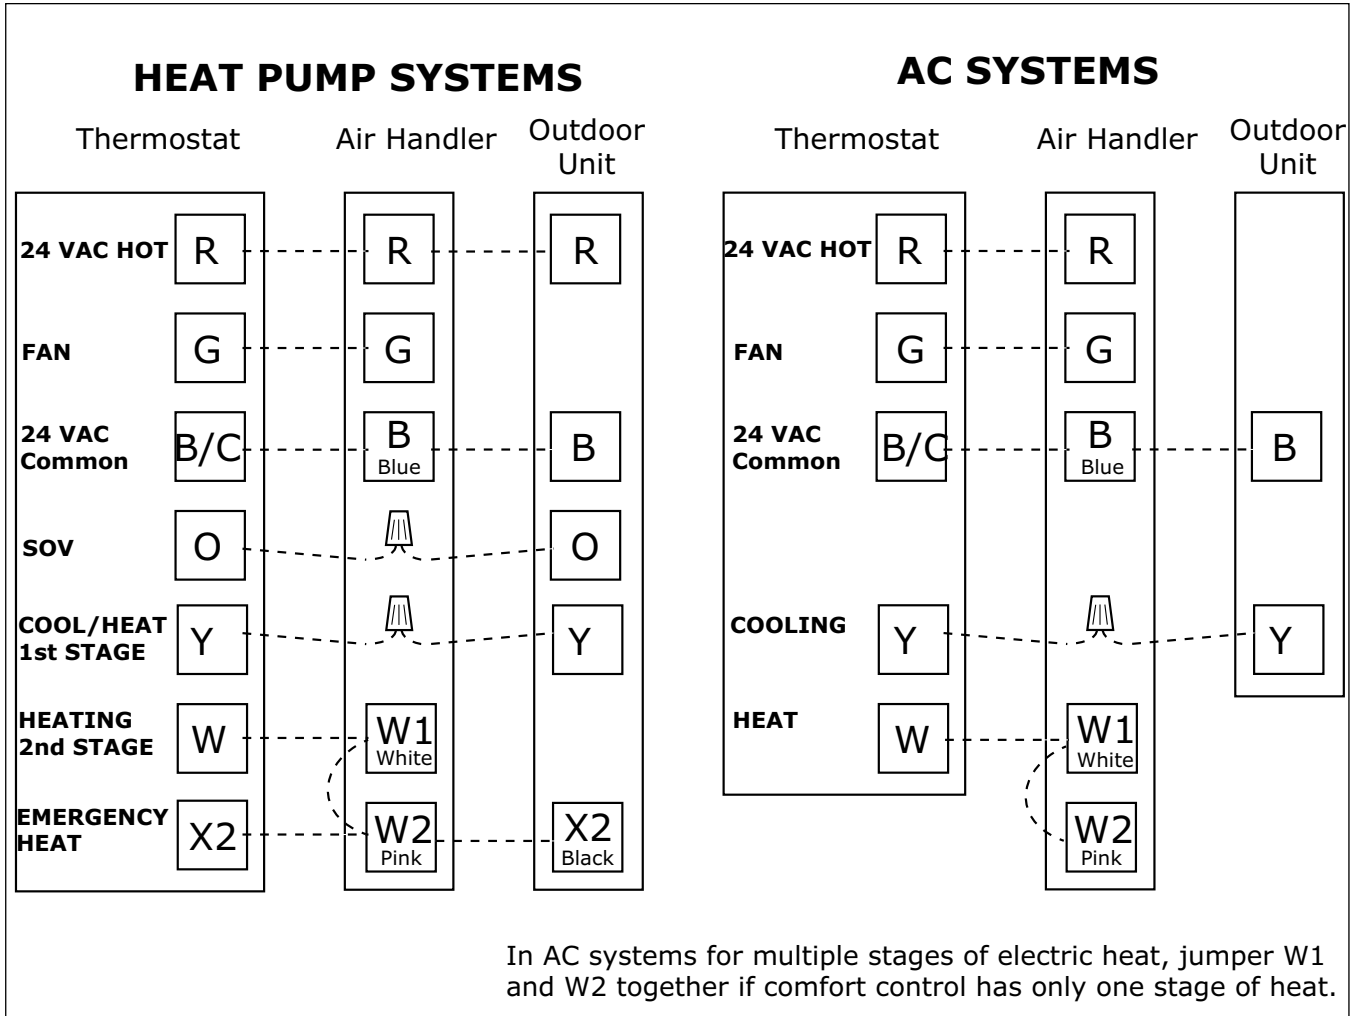 HEAT PUMP SYSTEMS
Thermostat
Air Handler
Outdoor
Unit
24 VAC HOT
R
R
R
FAN
G
G
24 VAC
Common
B/C
B
Blue
B
SOV
O
O
COOL/HEAT
1st STAGE
Y
Y
HEATING
2nd STAGE
W
W1
White
EMERGENCY
HEAT
X2
W2
Pink
X2
Black
AC SYSTEMS
Thermostat
Air Handler
Outdoor
Unit
24 VAC HOT
R
R
FAN
G
G
24 VAC
Common
B/C
B
Blue
B
COOLING
Y
Y
HEAT
W
W1
White
W2
Pink
In AC systems for multiple stages of electric heat, jumper W1
and W2 together if comfort control has only one stage of heat.